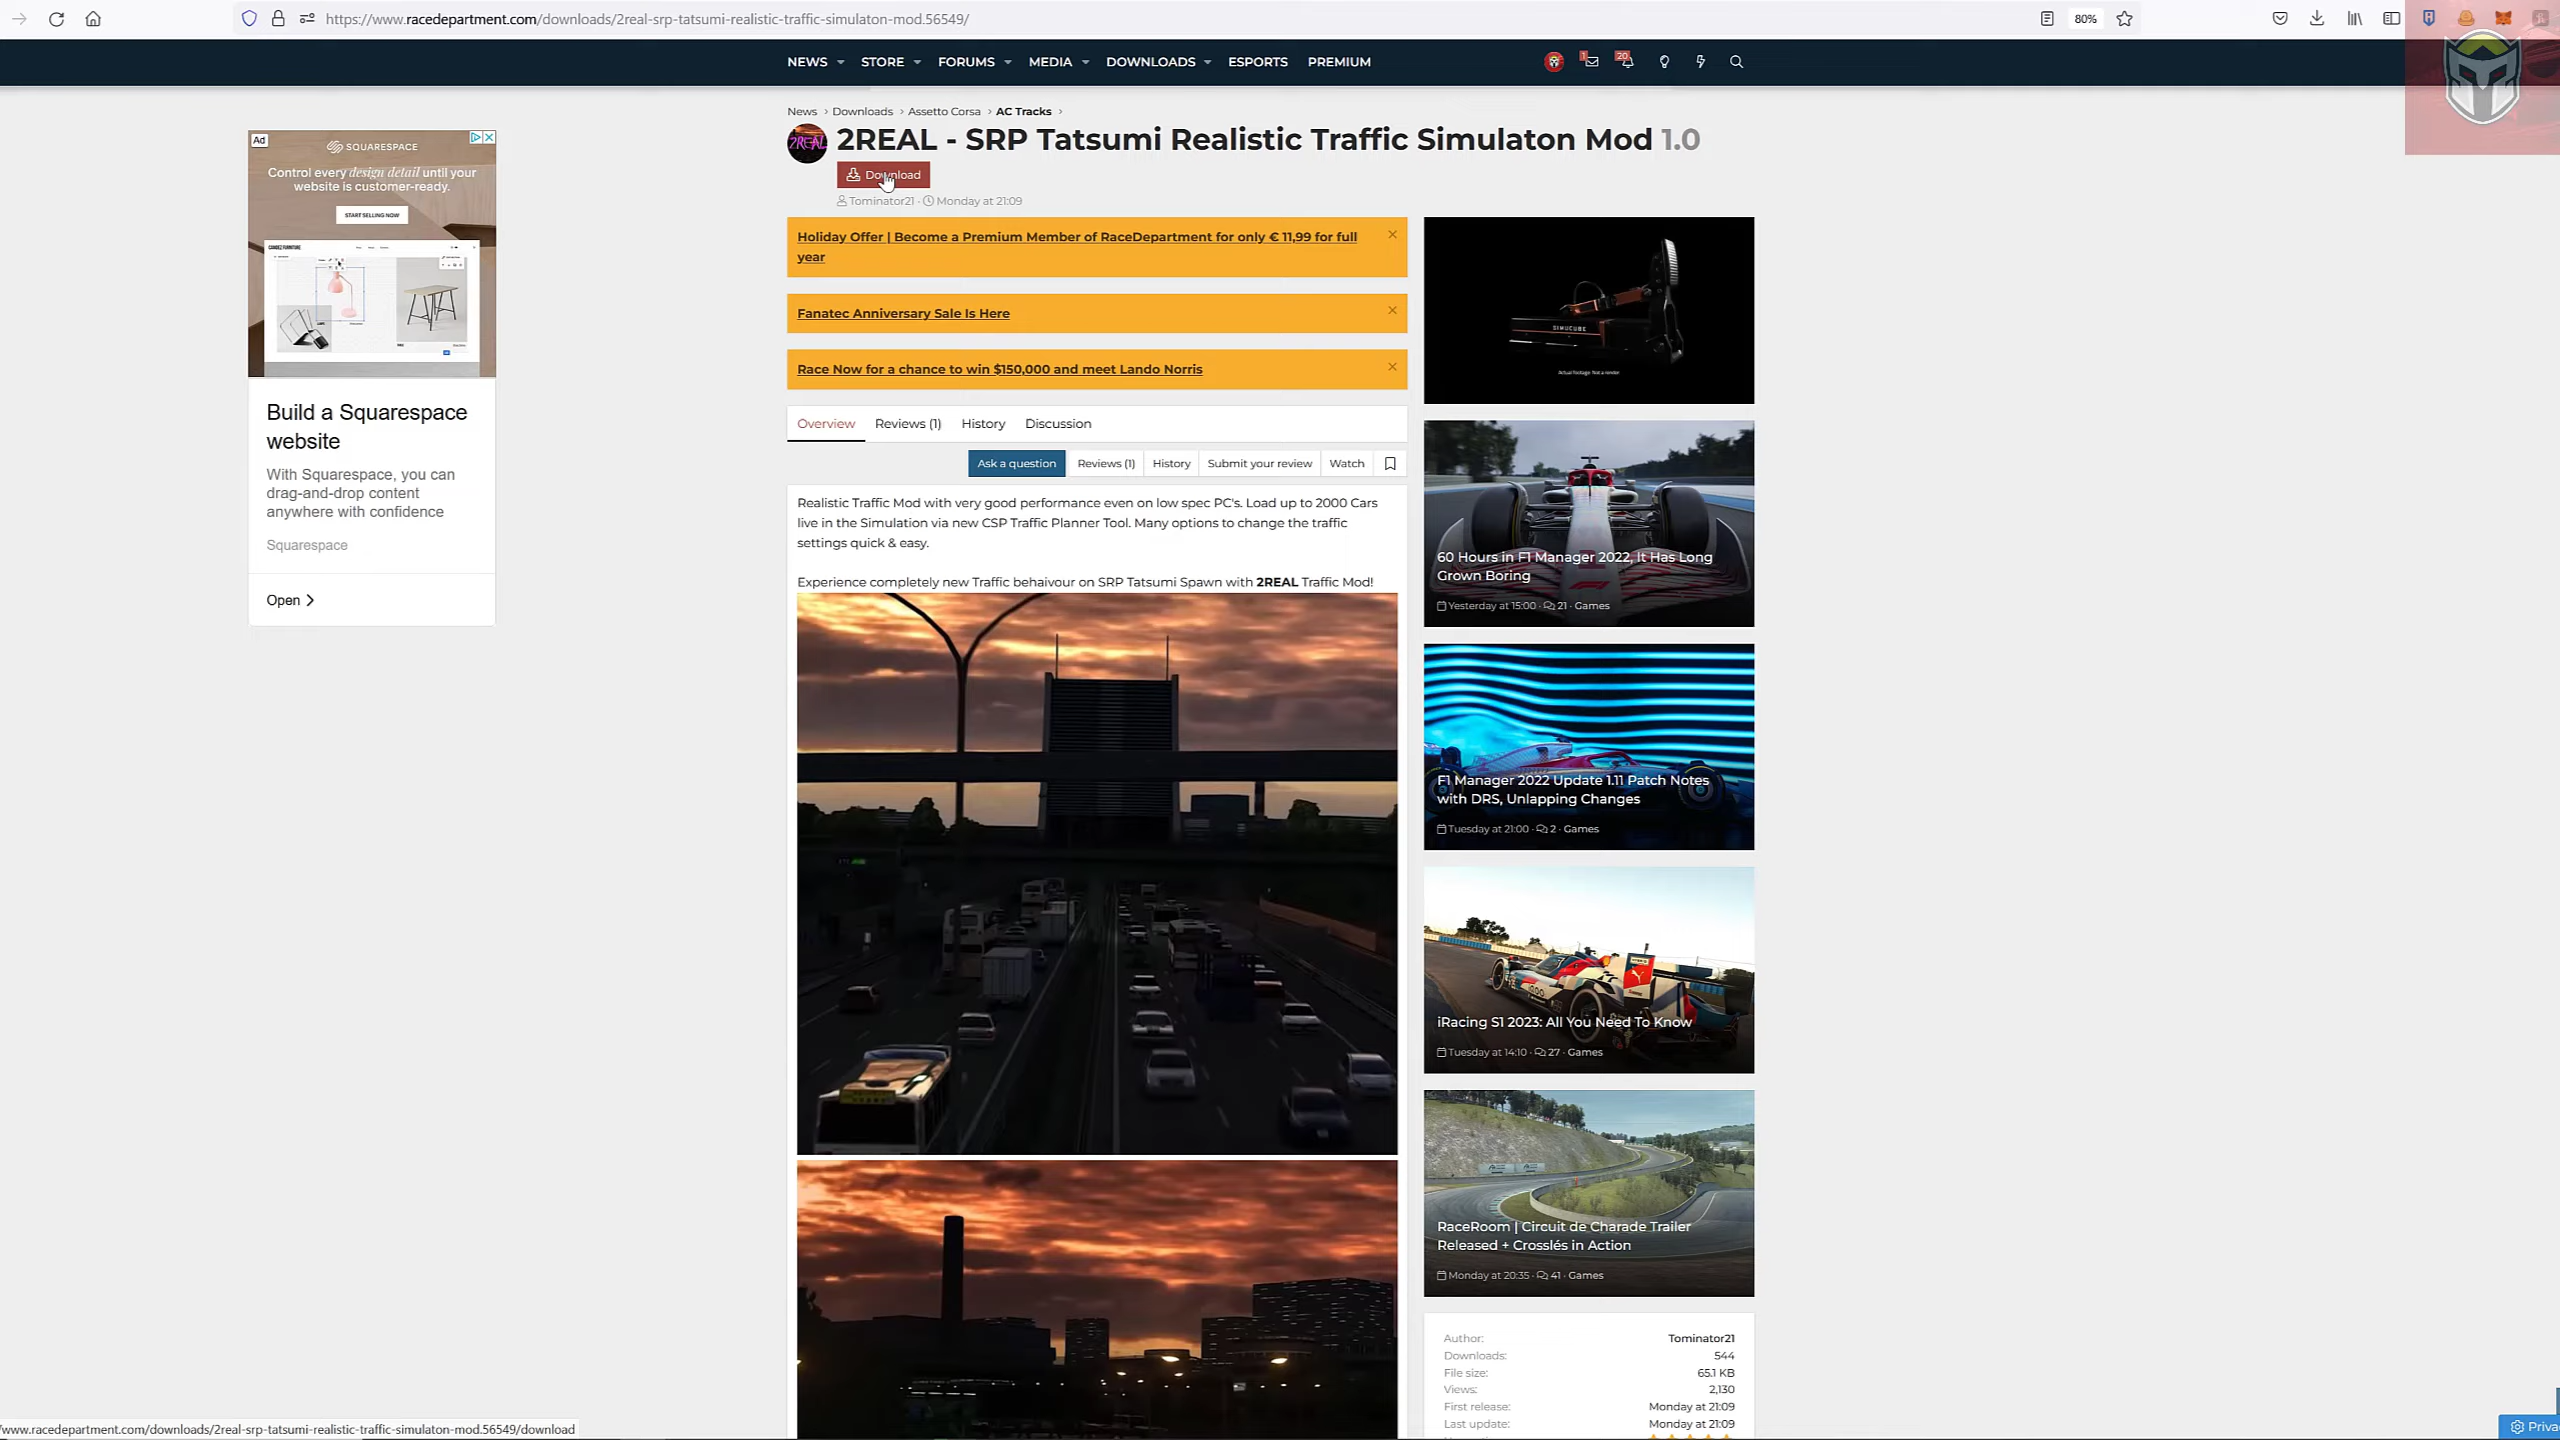 https://www.racedepartment.com/downloads/2real-srp-tatsumi-realistic-traffic-simulaton-mod.56549/
80%
NEWS
STORE
FORUMS
MEDIA
DOWNLOADS
ESPORTS
PREMIUM
1
20
News > Downloads > Assetto Corsa > AC Tracks >
2REAL
2REAL - SRP Tatsumi Realistic Traffic Simulaton Mod 1.0
Download
Tominator21 · Monday at 21:09
Ad
SQUARESPACE
Control every design detail until your
website is customer-ready.
START SELLING NOW
Build a Squarespace
website
With Squarespace, you can
drag-and-drop content
anywhere with confidence
Squarespace
Open
Holiday Offer | Become a Premium Member of RaceDepartment for only € 11,99 for full
year
Fanatec Anniversary Sale Is Here
Race Now for a chance to win $150,000 and meet Lando Norris
Overview
Reviews (1)
History
Discussion
Ask a question
Reviews (1)
History
Submit your review
Watch
Realistic Traffic Mod with very good performance even on low spec PC's. Load up to 2000 Cars
live in the Simulation via new CSP Traffic Planner Tool. Many options to change the traffic
settings quick & easy.
Experience completely new Traffic behaivour on SRP Tatsumi Spawn with 2REAL Traffic Mod!
SIMUCUBE
Actual footage. Not a render
60 Hours in F1 Manager 2022, It Has Long
Grown Boring
Yesterday at 15:00 · 21 · Games
F1 Manager 2022 Update 1.11 Patch Notes
with DRS, Unlapping Changes
Tuesday at 21:00 · 2 · Games
iRacing S1 2023: All You Need To Know
Tuesday at 14:10 · 27 · Games
RaceRoom | Circuit de Charade Trailer
Released + Crosslés in Action
Monday at 20:35 · 41 · Games
Author: Tominator21
Downloads: 544
File size: 65.1 KB
Views: 2,130
First release: Monday at 21:09
Last update: Monday at 21:09
/www.racedepartment.com/downloads/2real-srp-tatsumi-realistic-traffic-simulaton-mod.56549/download